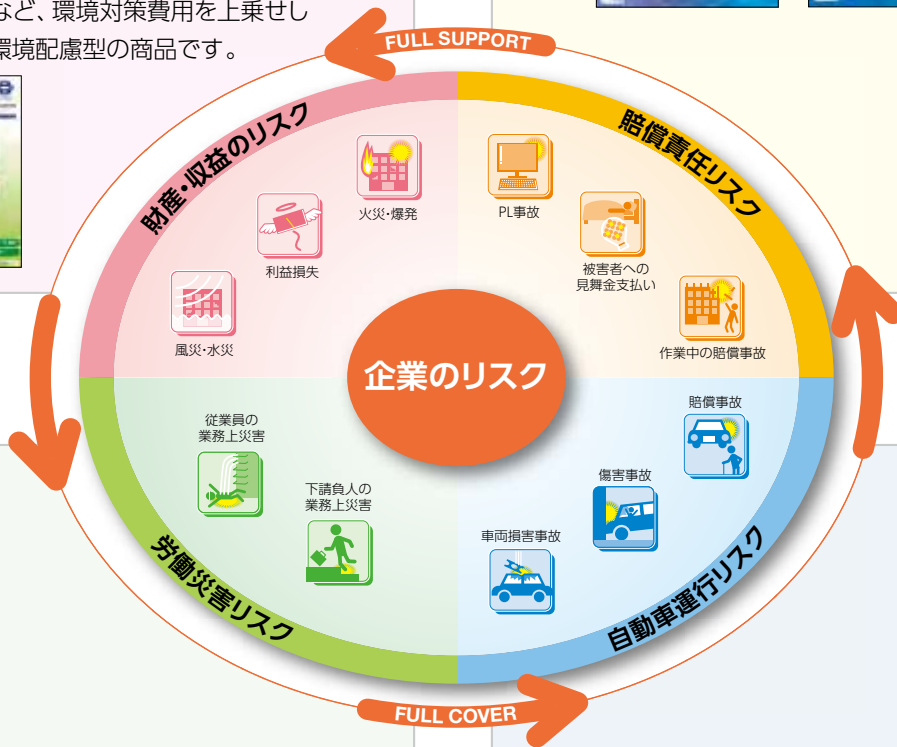 など、環境対策費用を上乗せし
環境配慮型の商品です。
FULL SUPPORT
財産・収益のリスク
火災・爆発
利益損失
風災・水災
賠償責任リスク
PL事故
被害者への
見舞金支払い
作業中の賠償事故
企業のリスク
従業員の
業務上災害
下請負人の
業務上災害
労働災害リスク
賠償事故
傷害事故
車両損害事故
自動車運行リスク
FULL COVER